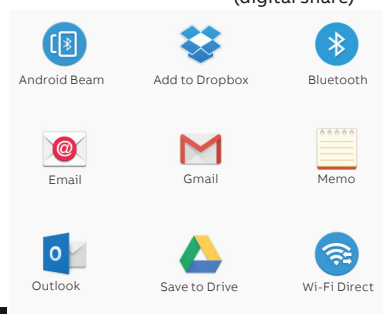 (digital share)
Android Beam
Add to Dropbox
Bluetooth
@
Email
Gmail
Memo
O
Outlook
Save to Drive
Wi-Fi Direct